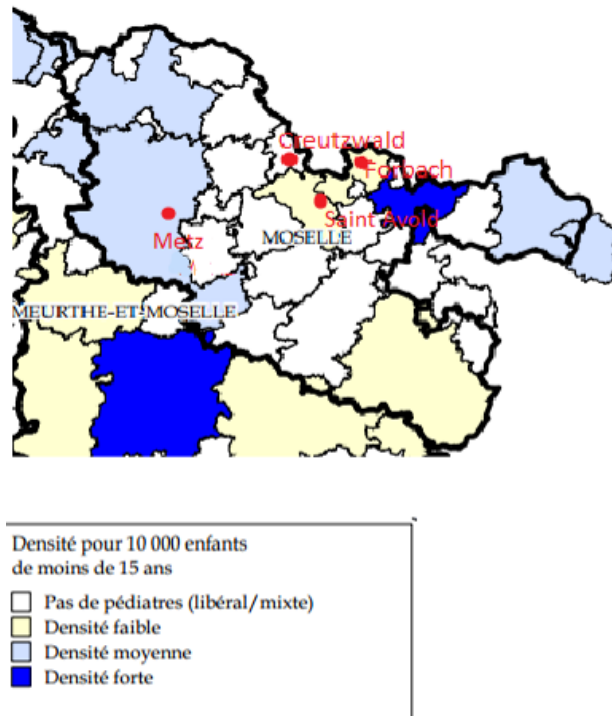 Creutzwald
Forbach
Saint Avold
Metz
MOSELLE
MEURTHE-ET-MOSELLE
Densité pour 10 000 enfants
de moins de 15 ans
Pas de pédiatres (libéral/mixte)
Densité faible
Densité moyenne
Densité forte